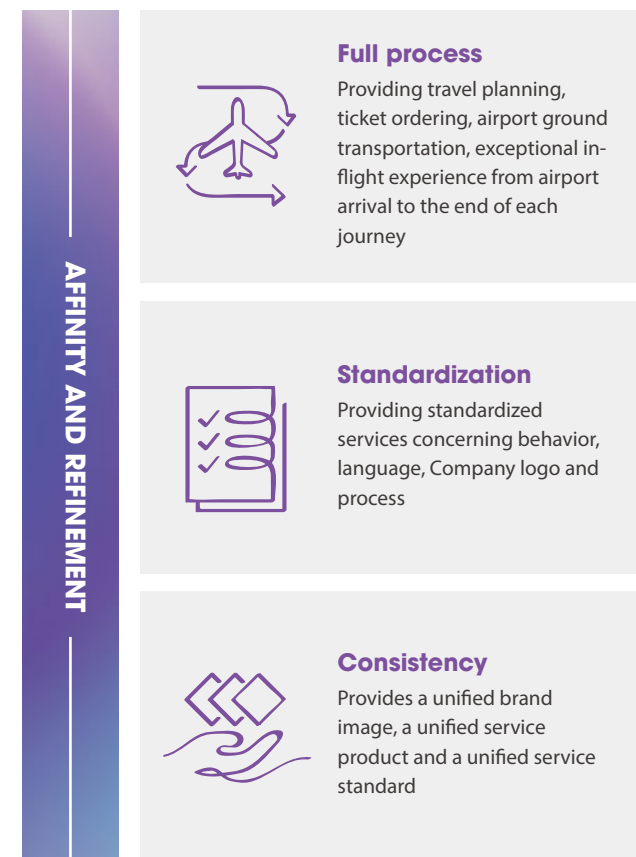 AFFINITY AND REFINEMENT
Full process
Providing travel planning,
ticket ordering, airport ground
transportation, exceptional in-
flight experience from airport
arrival to the end of each
journey
Standardization
Providing standardized
services concerning behavior,
language, Company logo and
process
Consistency
Provides a unified brand
image, a unified service
product and a unified service
standard